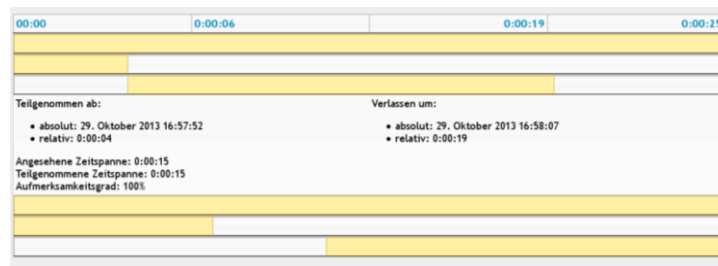 00:00 0:00:06 0:00:19 0:00:25
Teilgenommen ab: Verlassen um:
• absolut: 29. Oktober 2013 16:57:52 • absolut: 29. Oktober 2013 16:58:07
• relativ: 0:00:04 • relativ: 0:00:19
Angesehene Zeitspanne: 0:00:15
Teilgenommene Zeitspanne: 0:00:15
Aufmerksamkeitsgrad: 100%